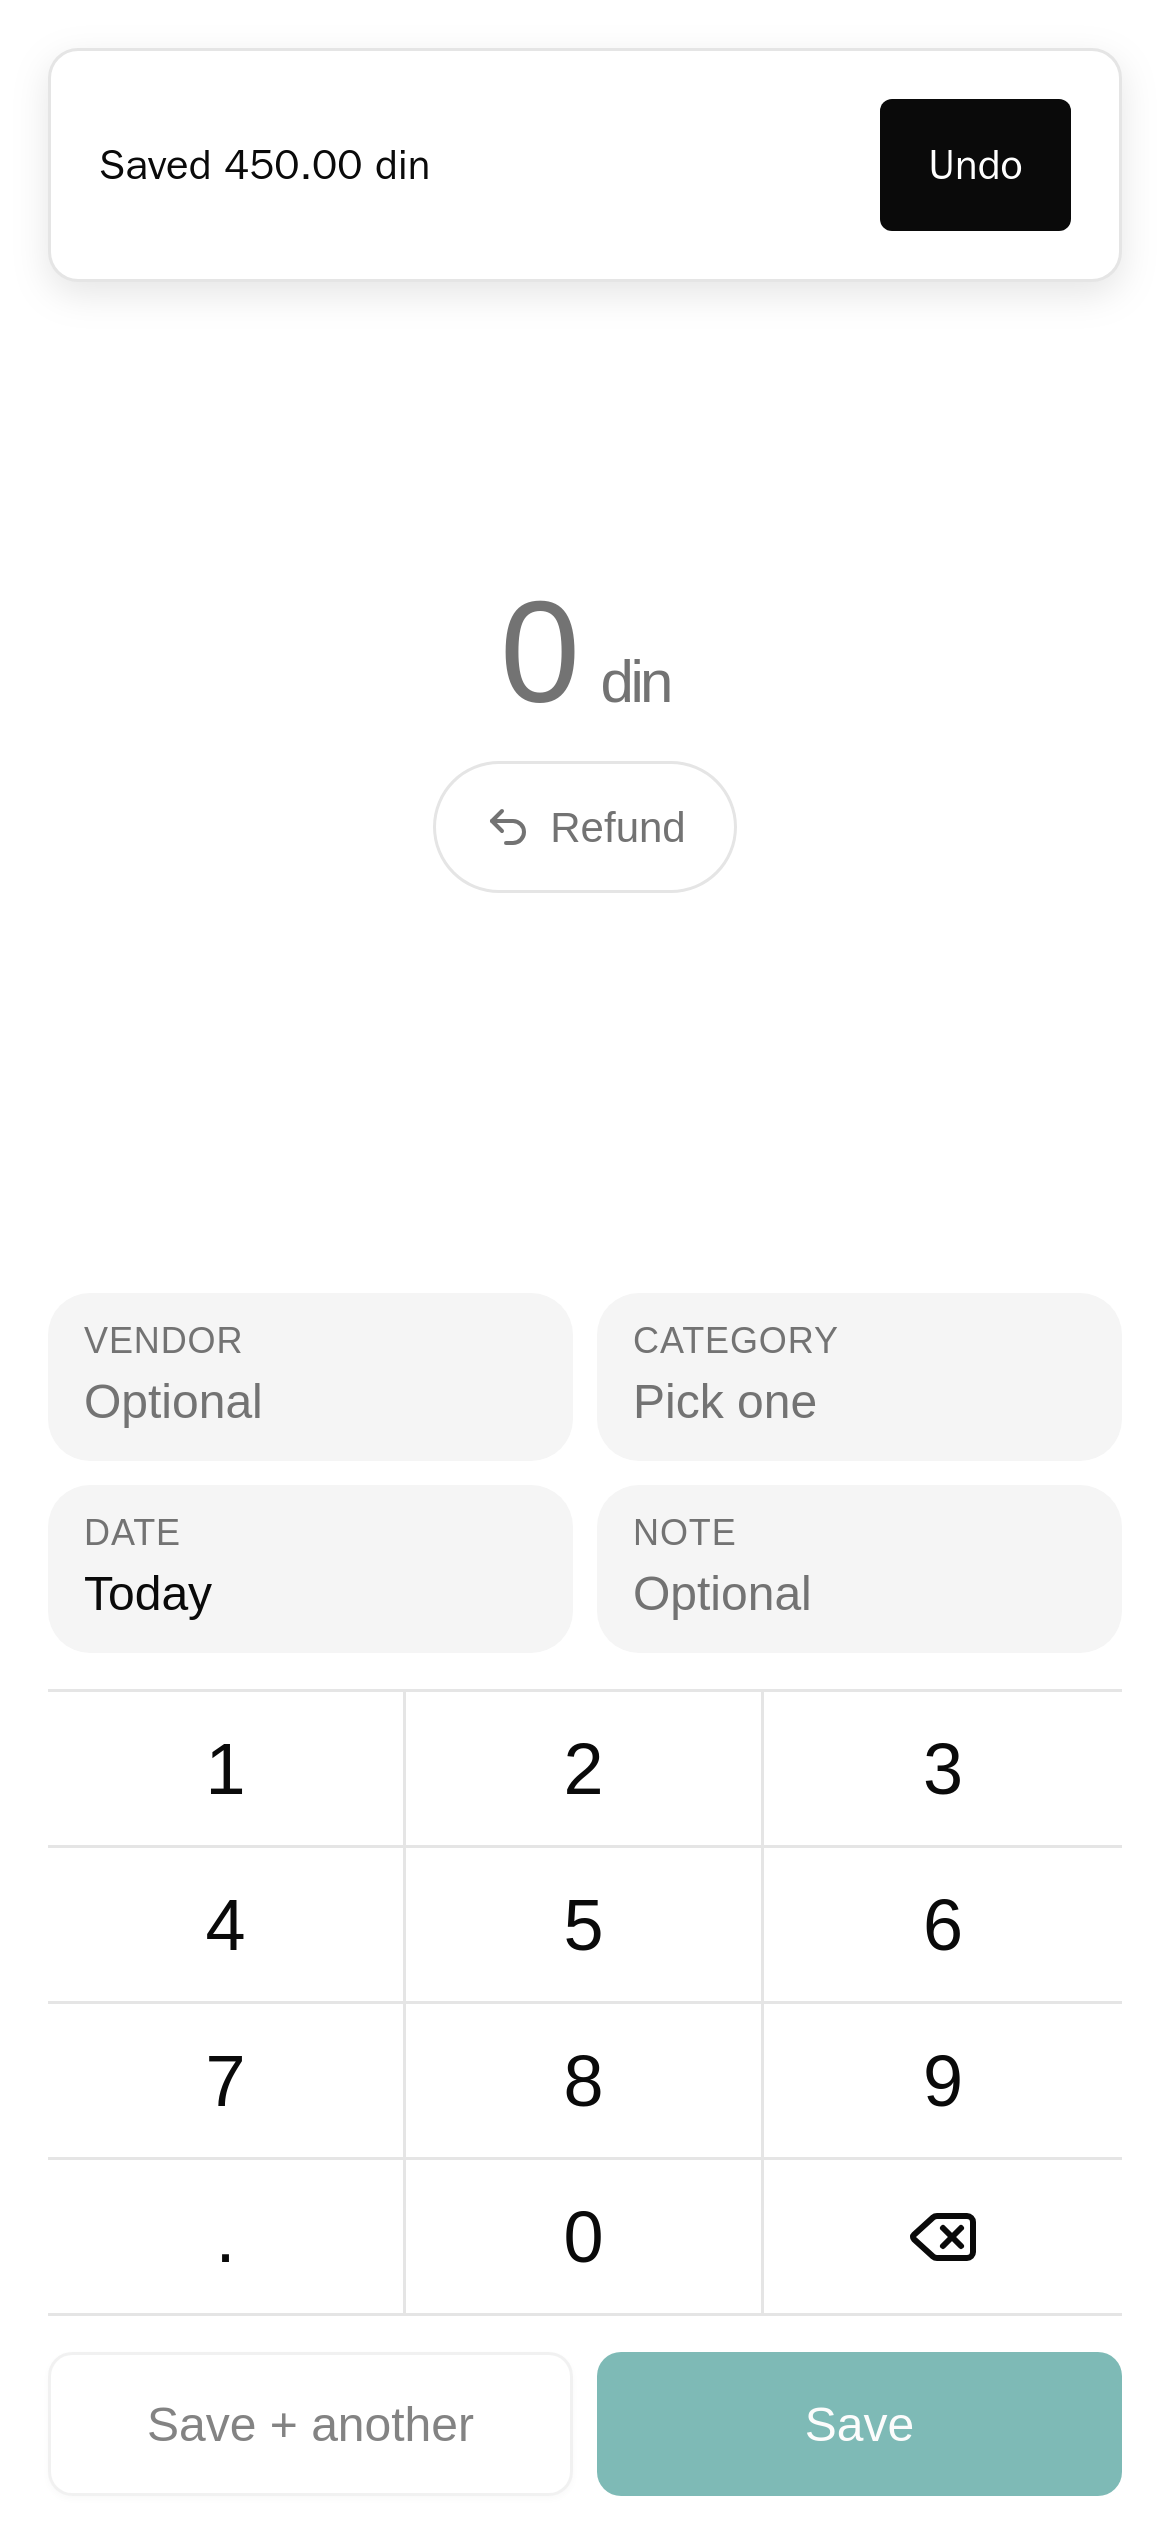 Saved 450.00 din
Undo
0 din
Refund
VENDOR
Optional
CATEGORY
Pick one
DATE
Today
NOTE
Optional
1 2 3
4 5 6
7 8 9
. 0
Save + another
Save